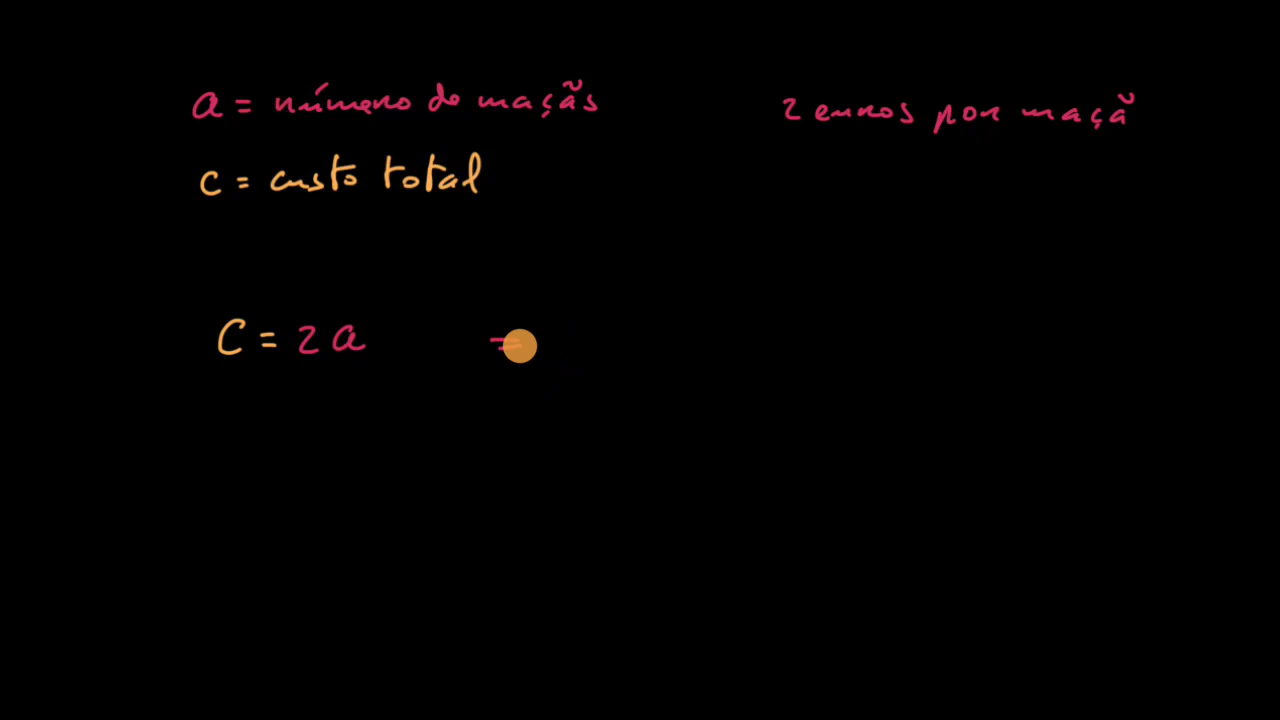 a = número de maçãs
2 euros por maçã
c = custo total
C = 2a =